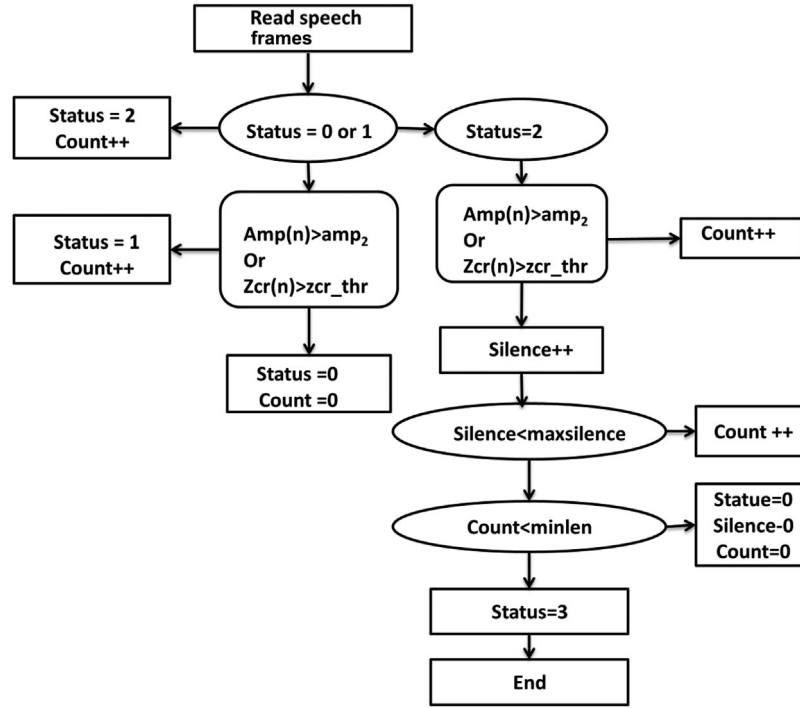 Read speech
frames
Status = 2
Count++
Status = 0 or 1
Status=2
Status = 1
Count++
Amp(n)>amp₂
Or
Zcr(n)>zcr_thr
Amp(n)>amp₂
Or
Zcr(n)>zcr_thr
Count++
Status =0
Count =0
Silence++
Silence<maxsilence
Count ++
Count<minlen
Statue=0
Silence-0
Count=0
Status=3
End